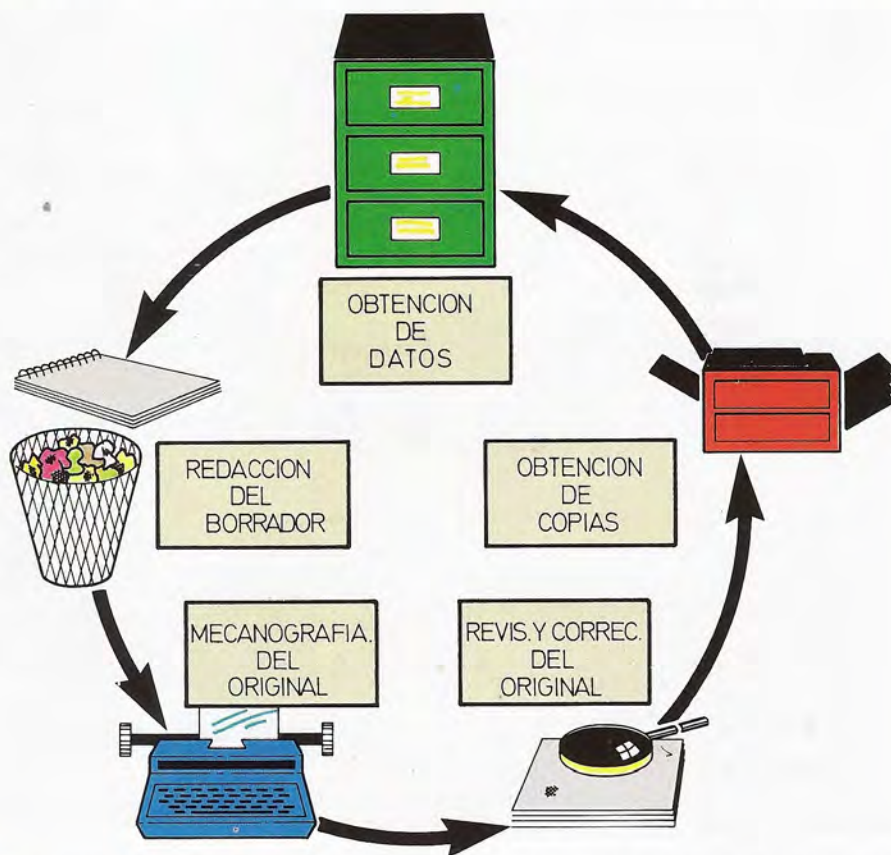 OBTENCION
DE
DATOS
REDACCION
DEL
BORRADOR
OBTENCION
DE
COPIAS
MECANOGRAFIA.
DEL
ORIGINAL
REVIS. Y CORREC.
DEL
ORIGINAL